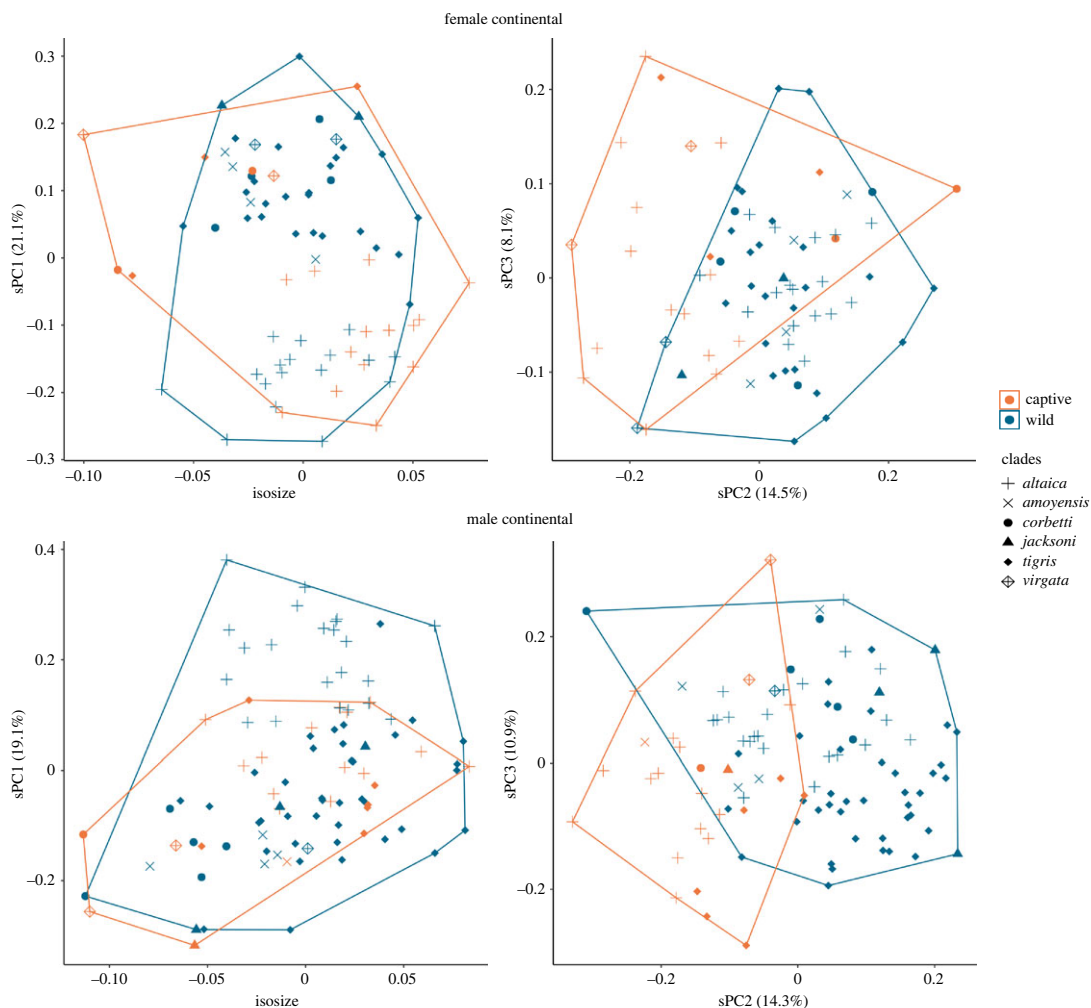 female continental
0.3
0.2
0.1
0
–0.1
–0.2
–0.3
sPC1 (21.1%)
–0.10
–0.05
0
0.05
isosize
0.2
0.1
0
–0.1
sPC3 (8.1%)
–0.2
0
0.2
sPC2 (14.5%)
captive
wild
clades
altaica
amoyensis
corbetti
jacksoni
tigris
virgata
male continental
0.4
0.2
0
–0.2
sPC1 (19.1%)
–0.10
–0.05
0
0.05
isosize
0.2
0
–0.2
sPC3 (10.9%)
–0.2
0
0.2
sPC2 (14.3%)